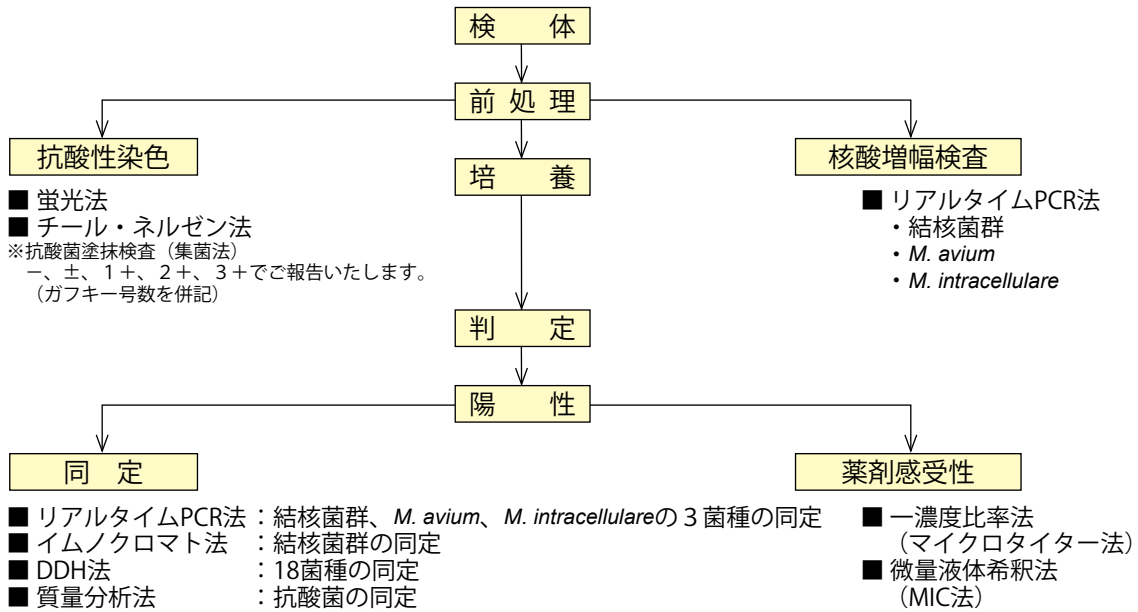 検　体
前 処 理
抗酸性染色
■ 蛍光法
■ チール・ネルゼン法
※抗酸菌塗抹検査（集菌法）
－、±、１＋、２＋、３＋でご報告いたします。
（ガフキー号数を併記）
培　養
核酸増幅検査
■ リアルタイムPCR法
・結核菌群
・M. avium
・M. intracellulare
判　定
陽　性
同　定
■ リアルタイムPCR法：結核菌群、M. avium、M. intracellulareの３菌種の同定
■ イムノクロマト法　：結核菌群の同定
■ DDH法　：18菌種の同定
■ 質量分析法　：抗酸菌の同定
薬剤感受性
■ 一濃度比率法
（マイクロタイター法）
■ 微量液体希釈法
（MIC法）